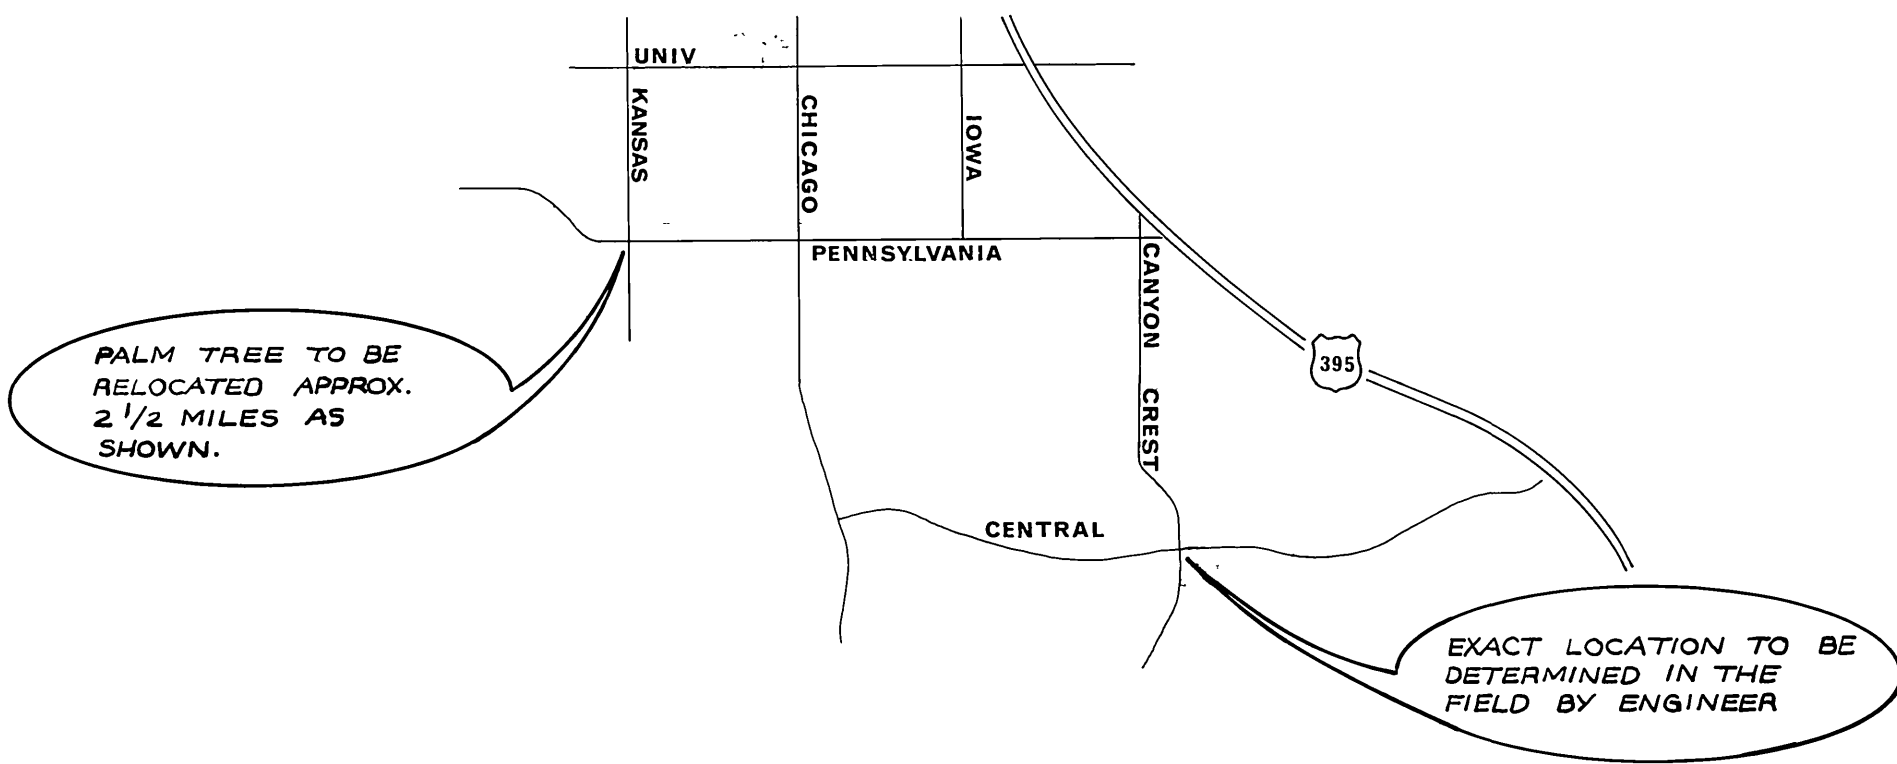 UNIV
KANSAS
CHICAGO
IOWA
PENNSYLVANIA
CANYON CREST
395
PALM TREE TO BE
RELOCATED APPROX.
2 1/2 MILES AS
SHOWN.
CENTRAL
EXACT LOCATION TO BE
DETERMINED IN THE
FIELD BY ENGINEER